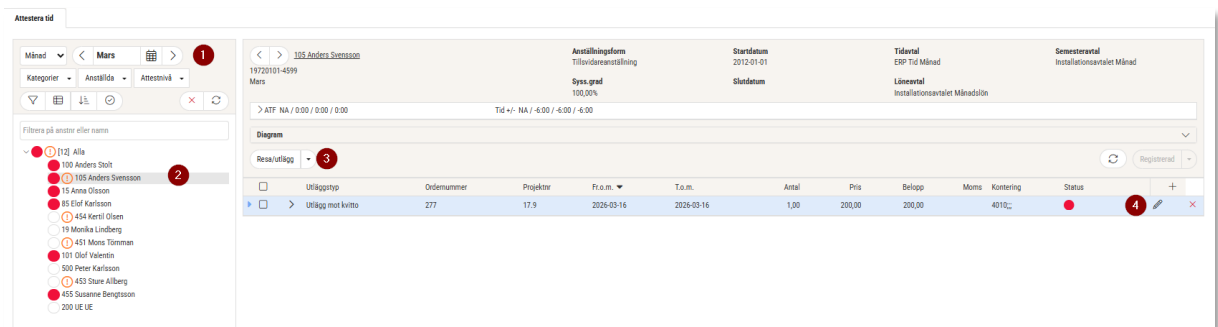 Attestera tid
Månad Mars 1
Kategorier Anställda Attestnivå
Filtrera på anstnr eller namn
[12] Alla
100 Anders Stolt
105 Anders Svensson 2
15 Anna Olsson
85 Elof Karlsson
454 Kertil Olsen
19 Monika Lindberg
451 Mons Törnman
101 Olof Valentin
500 Peter Karlsson
453 Sture Allberg
455 Susanne Bengtsson
200 UE UE
105 Anders Svensson
19720101-4599
Mars
Anställningsform
Tillsvidareanställning
Syss.grad
100,00%
Startdatum
2012-01-01
Slutdatum
Tidavtal
ERP Tid Månad
Löneavtal
Installationsavtalet Månadslön
Semesteravtal
Installationsavtalet Månad
ATF NA / 0:00 / 0:00 / 0:00 Tid +/- NA / -6:00 / -6:00 / -6:00
Diagram
Resa/utlägg 3 Registrerad
Utläggstyp Ordernummer Projektnr Fr.o.m. T.o.m. Antal Pris Belopp Moms Kontering Status
Utlägg mot kvitto 277 17.9 2026-03-16 2026-03-16 1,00 200,00 200,00 4010;;; 4